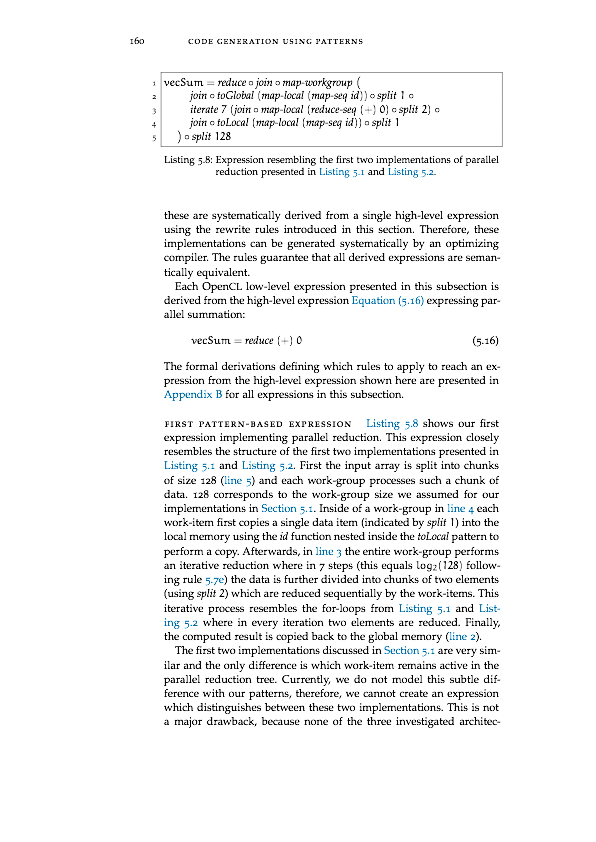 160 CODE GENERATION USING PATTERNS
1 vecSum = reduce ∘ join ∘ map-workgroup (
2 join ∘ toGlobal (map-local (map-seq id)) ∘ split 1 ∘
3 iterate 7 (join ∘ map-local (reduce-seq (+) 0) ∘ split 2) ∘
4 join ∘ toLocal (map-local (map-seq id)) ∘ split 1
5 ) ∘ split 128
Listing 5.8: Expression resembling the first two implementations of parallel
reduction presented in Listing 5.1 and Listing 5.2.
these are systematically derived from a single high-level expression
using the rewrite rules introduced in this section. Therefore, these
implementations can be generated systematically by an optimizing
compiler. The rules guarantee that all derived expressions are seman-
tically equivalent.
Each OpenCL low-level expression presented in this subsection is
derived from the high-level expression Equation (5.16) expressing par-
allel summation:
vecSum = reduce (+) 0 (5.16)
The formal derivations defining which rules to apply to reach an ex-
pression from the high-level expression shown here are presented in
Appendix B for all expressions in this subsection.
FIRST PATTERN-BASED EXPRESSION Listing 5.8 shows our first
expression implementing parallel reduction. This expression closely
resembles the structure of the first two implementations presented in
Listing 5.1 and Listing 5.2. First the input array is split into chunks
of size 128 (line 5) and each work-group processes such a chunk of
data. 128 corresponds to the work-group size we assumed for our
implementations in Section 5.1. Inside of a work-group in line 4 each
work-item first copies a single data item (indicated by split 1) into the
local memory using the id function nested inside the toLocal pattern to
perform a copy. Afterwards, in line 3 the entire work-group performs
an iterative reduction where in 7 steps (this equals log₂(128) follow-
ing rule 5.7e) the data is further divided into chunks of two elements
(using split 2) which are reduced sequentially by the work-items. This
iterative process resembles the for-loops from Listing 5.1 and List-
ing 5.2 where in every iteration two elements are reduced. Finally,
the computed result is copied back to the global memory (line 2).
The first two implementations discussed in Section 5.1 are very sim-
ilar and the only difference is which work-item remains active in the
parallel reduction tree. Currently, we do not model this subtle dif-
ference with our patterns, therefore, we cannot create an expression
which distinguishes between these two implementations. This is not
a major drawback, because none of the three investigated architec-